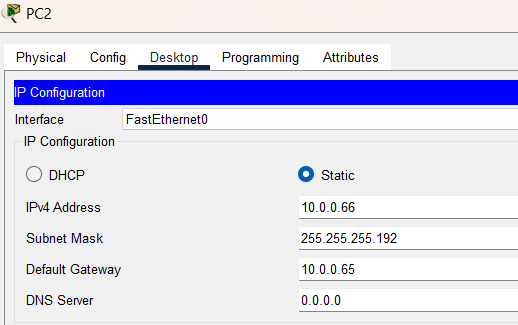 PC2
Physical Config Desktop Programming Attributes
IP Configuration
Interface FastEthernet0
IP Configuration
DHCP Static
IPv4 Address 10.0.0.66
Subnet Mask 255.255.255.192
Default Gateway 10.0.0.65
DNS Server 0.0.0.0